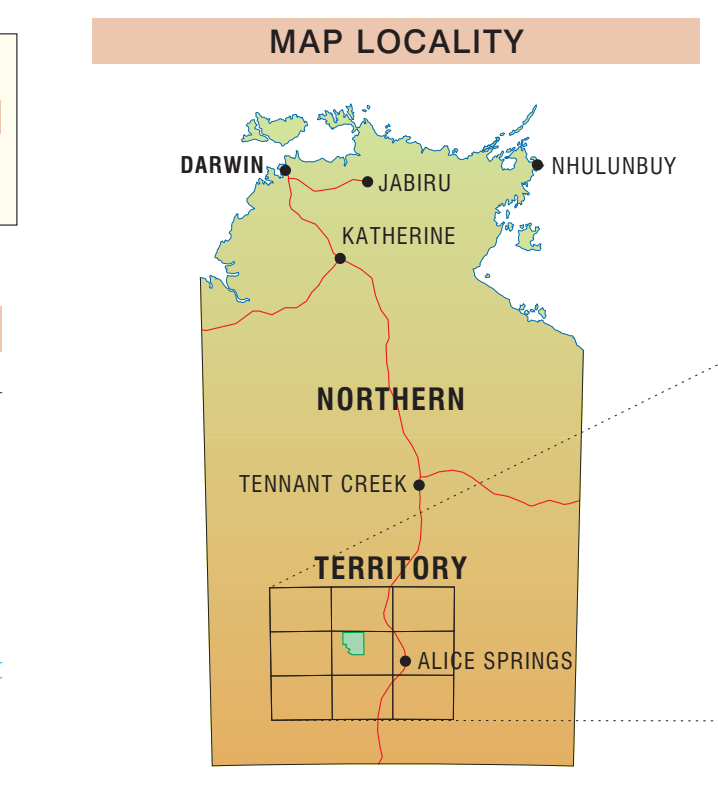 MAP LOCALITY
DARWIN
NHULUNBUY
JABIRU
KATHERINE
NORTHERN
TENNANT CREEK
TERRITORY
ALICE SPRINGS